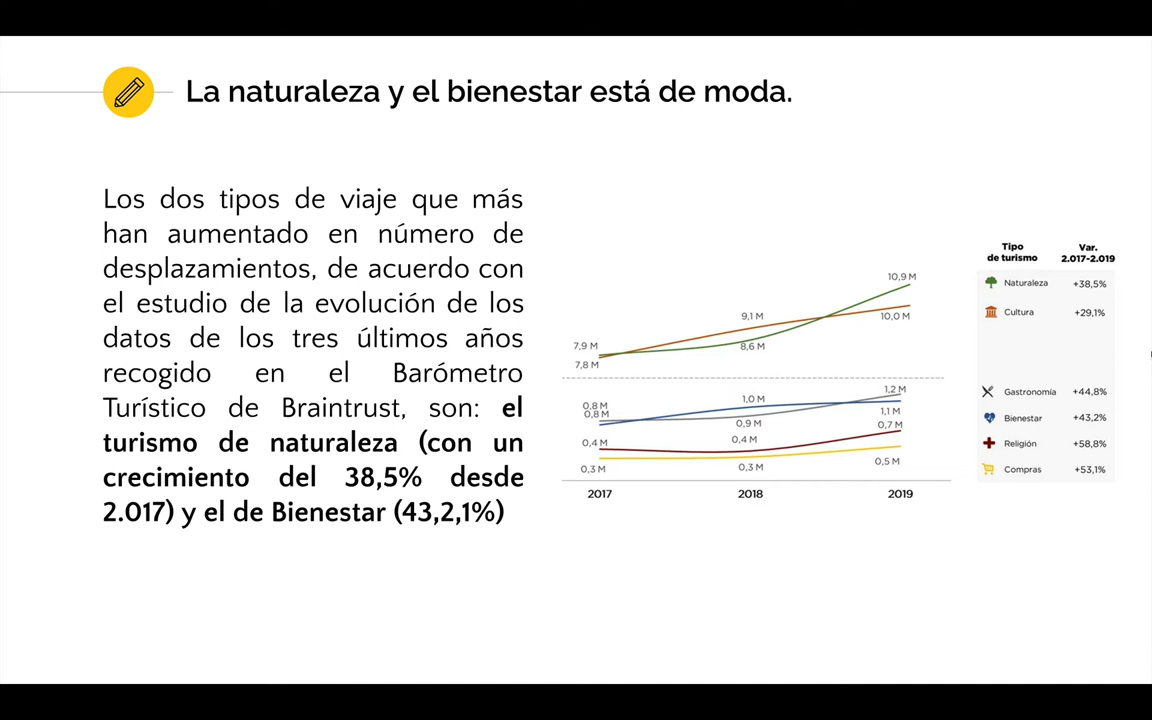 La naturaleza y el bienestar está de moda.
Los dos tipos de viaje que más
han aumentado en número de
desplazamientos, de acuerdo con
el estudio de la evolución de los
datos de los tres últimos años
recogido en el Barómetro
Turístico de Braintrust, son: el
turismo de naturaleza (con un
crecimiento del 38,5% desde
2.017) y el de Bienestar (43,2,1%)
10,9 M
9,1 M
10,0 M
7,9 M
8,6 M
7,8 M
1,2 M
0,8 M
1,0 M
0,8 M
1,1 M
0,9 M
0,7 M
0,4 M
0,4 M
0,3 M
0,3 M
0,5 M
2017
2018
2019
Tipo Var.
de turismo 2.017-2.019
Naturaleza +38,5%
Cultura +29,1%
Gastronomía +44,8%
Bienestar +43,2%
Religión +58,8%
Compras +53,1%